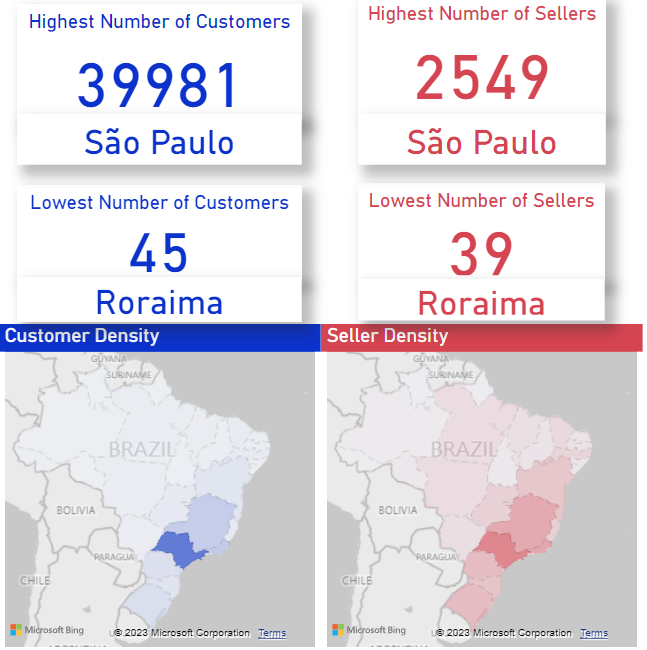 Highest Number of Customers
39981
São Paulo
Highest Number of Sellers
2549
São Paulo
Lowest Number of Customers
45
Roraima
Lowest Number of Sellers
39
Roraima
Customer Density
GUYANA
SURINAME
BRAZIL
BOLIVIA
PARAGUA
CHILE
Microsoft Bing
© 2023 Microsoft Corporation Terms
Seller Density
GUYANA
SURINAME
BRAZIL
BOLIVIA
PARAGUA
CHILE
Microsoft Bing
© 2023 Microsoft Corporation Terms